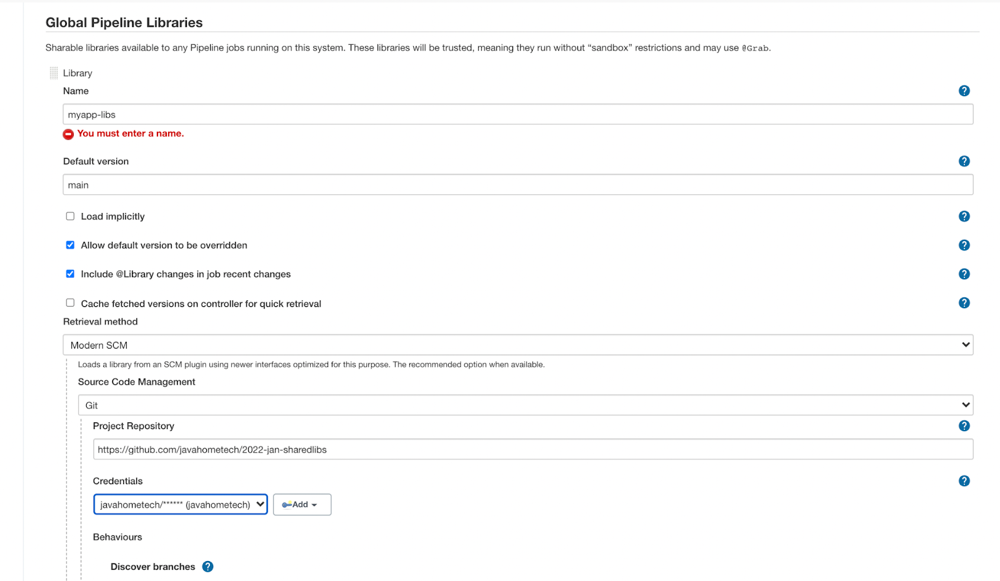 Global Pipeline Libraries
Sharable libraries available to any Pipeline jobs running on this system. These libraries will be trusted, meaning they run without “sandbox” restrictions and may use @Grab.
Library
Name
?
myapp-libs
You must enter a name.
Default version
?
main
Load implicitly
?
Allow default version to be overridden
?
Include @Library changes in job recent changes
?
Cache fetched versions on controller for quick retrieval
?
Retrieval method
Modern SCM
Loads a library from an SCM plugin using newer interfaces optimized for this purpose. The recommended option when available.
Source Code Management
Git
Project Repository
?
https://github.com/javahometech/2022-jan-sharedlibs
Credentials
?
javahometech/****** (javahometech)
Add
Behaviours
Discover branches ?